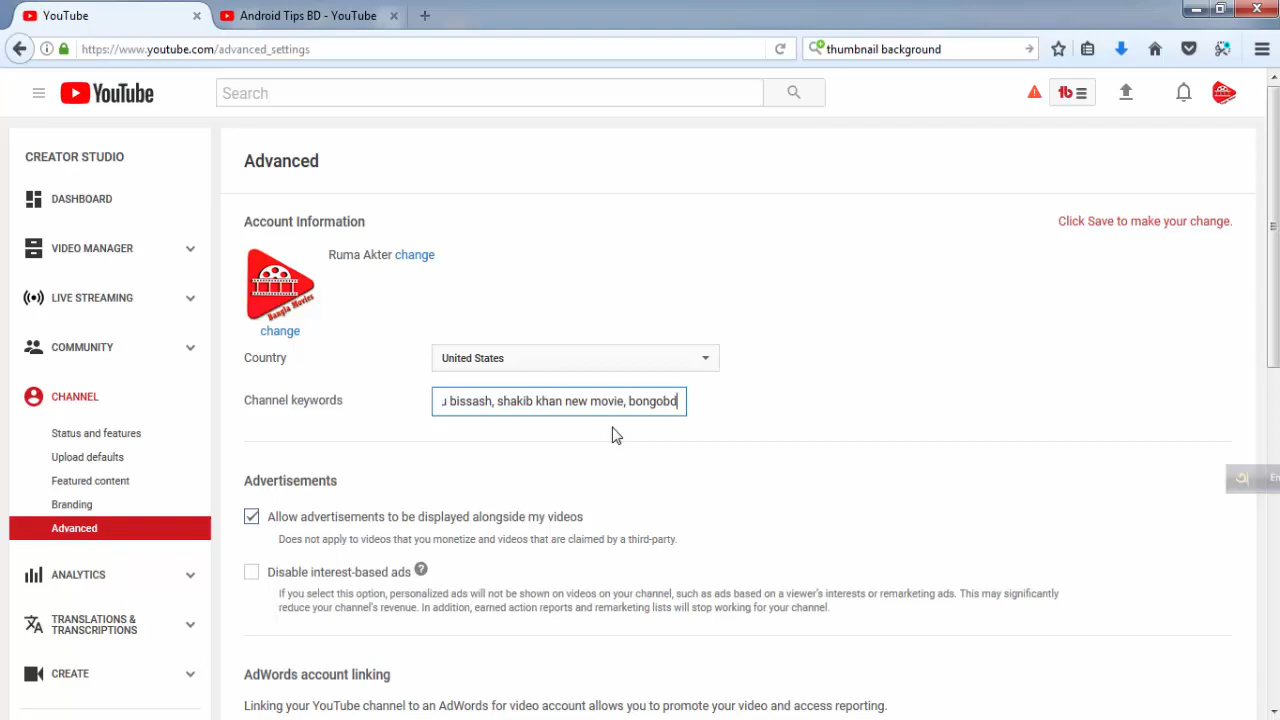 YouTube
Android Tips BD - YouTube
https://www.youtube.com/advanced_settings
thumbnail background
YouTube
Search
CREATOR STUDIO
DASHBOARD
VIDEO MANAGER
LIVE STREAMING
COMMUNITY
CHANNEL
Status and features
Upload defaults
Featured content
Branding
Advanced
ANALYTICS
TRANSLATIONS &
TRANSCRIPTIONS
CREATE
Advanced
Account Information
Click Save to make your change.
Bangla Movies
Ruma Akter change
change
Country
United States
Channel keywords
bissash, shakib khan new movie, bongobd
Advertisements
Allow advertisements to be displayed alongside my videos
Does not apply to videos that you monetize and videos that are claimed by a third-party.
Disable interest-based ads ?
If you select this option, personalized ads will not be shown on videos on your channel, such as ads based on a viewer's interests or remarketing ads. This may significantly
reduce your channel's revenue. In addition, earned action reports and remarketing lists will stop working for your channel.
AdWords account linking
Linking your YouTube channel to an AdWords for video account allows you to promote your video and access reporting.